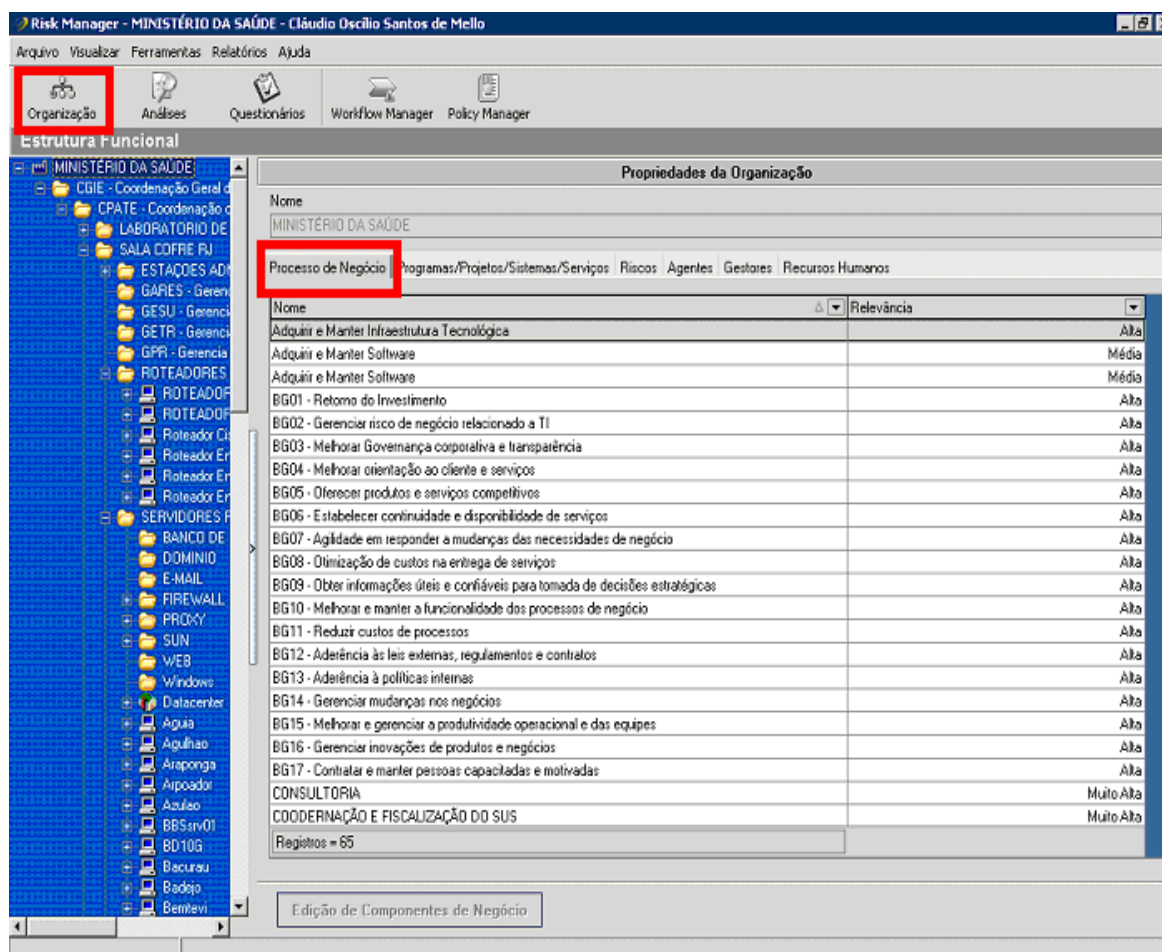 Risk Manager - MINISTÉRIO DA SAÚDE - Cláudio Oscílio Santos de Mello
Arquivo Visualizar Ferramentas Relatórios Ajuda
Organização Análises Questionários Workflow Manager Policy Manager
Estrutura Funcional
MINISTÉRIO DA SAÚDE
CGIE - Coordenação Geral d
CPATE - Coordenação c
LABORATORIO DE
SALA COFRE RJ
ESTAÇOES ADM
GARES - Gerenc
GESU - Gerencia
GETR - Gerencia
GPR - Gerencia
ROTEADORES
ROTEADOR
ROTEADOR
Roteador Cis
Roteador Er
Roteador Er
Roteador Er
SERVIDORES F
BANCO DE
DOMINIO
E-MAIL
FIREWALL
PROXY
SUN
WEB
Windows
Datacenter
Aguia
Agulhao
Araponga
Arpoador
Azulao
BBSsrv01
BD10G
Bacurau
Badejo
Bemtevi
Propriedades da Organização
Nome
MINISTÉRIO DA SAÚDE
Processo de Negócio Programas/Projetos/Sistemas/Serviços Riscos Agentes Gestores Recursos Humanos
Nome Relevância
Adquirir e Manter Infraestrutura Tecnológica Alta
Adquirir e Manter Software Média
Adquirir e Manter Software Média
BG01 - Retorno do Investimento Alta
BG02 - Gerenciar risco de negócio relacionado a TI Alta
BG03 - Melhorar Governança corporativa e transparência Alta
BG04 - Melhorar orientação ao cliente e serviços Alta
BG05 - Oferecer produtos e serviços competitivos Alta
BG06 - Estabelecer continuidade e disponibilidade de serviços Alta
BG07 - Agilidade em responder a mudanças das necessidades de negócio Alta
BG08 - Otimização de custos na entrega de serviços Alta
BG09 - Obter informações úteis e confiáveis para tomada de decisões estratégicas Alta
BG10 - Melhorar e manter a funcionalidade dos processos de negócio Alta
BG11 - Reduzir custos de processos Alta
BG12 - Aderência às leis externas, regulamentos e contratos Alta
BG13 - Aderência à políticas internas Alta
BG14 - Gerenciar mudanças nos negócios Alta
BG15 - Melhorar e gerenciar a produtividade operacional e das equipes Alta
BG16 - Gerenciar inovações de produtos e negócios Alta
BG17 - Contratar e manter pessoas capacitadas e motivadas Alta
CONSULTORIA Muito Alta
COODERNAÇÃO E FISCALIZAÇÃO DO SUS Muito Alta
Registros = 65
Edição de Componentes de Negócio